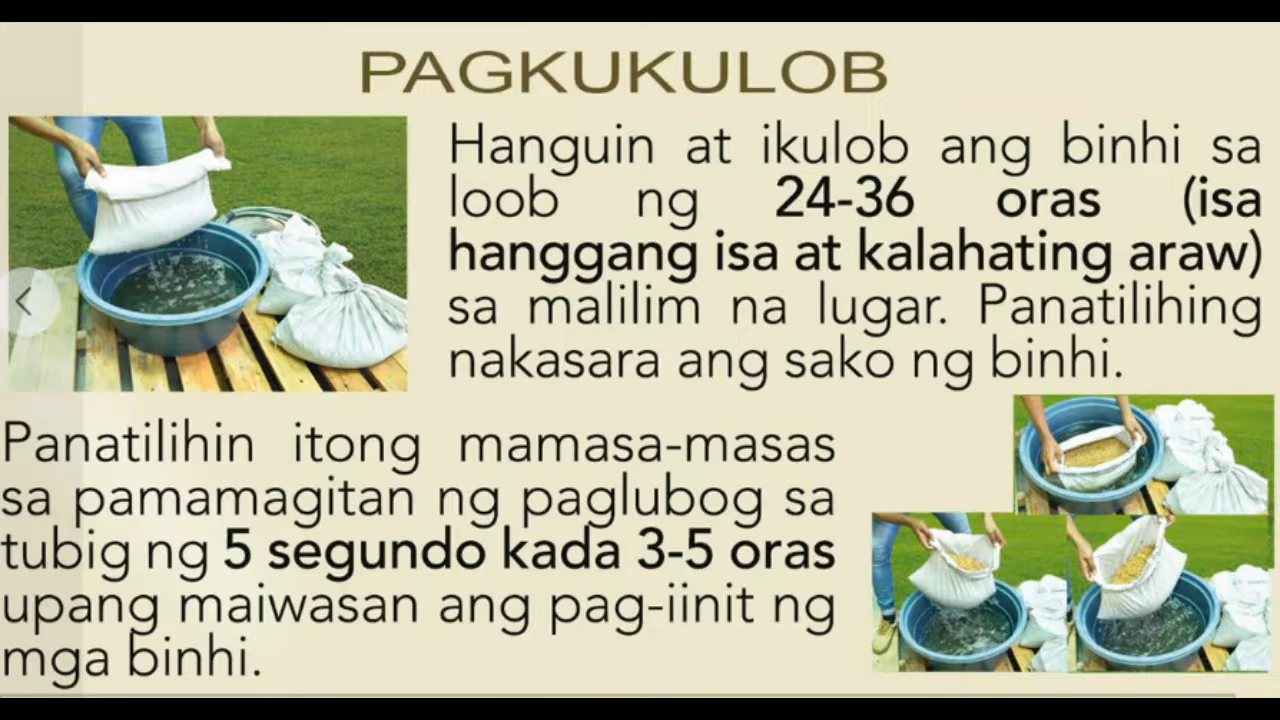 PAGKUKULOB
Hanguin at ikulob ang binhi sa
loob ng 24-36 oras (isa
hanggang isa at kalahating araw)
sa malilim na lugar. Panatilihing
nakasara ang sako ng binhi.
Panatilihin itong mamasa-masas
sa pamamagitan ng paglubog sa
tubig ng 5 segundo kada 3-5 oras
upang maiwasan ang pag-iinit ng
mga binhi.